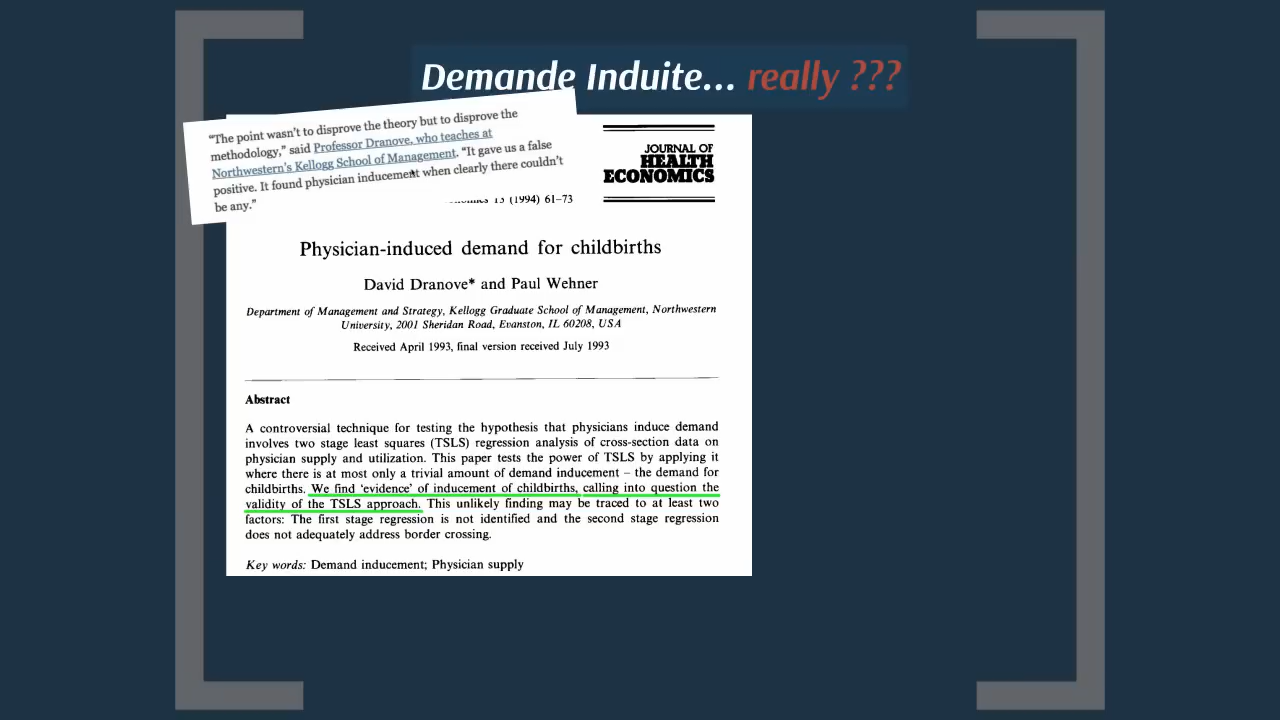 Demande Induite... really ???
“The point wasn't to disprove the theory but to disprove the
methodology,” said Professor Dranove, who teaches at
Northwestern's Kellogg School of Management. “It gave us a false
positive. It found physician inducement when clearly there couldn't
be any.”
JOURNAL OF
HEALTH
ECONOMICS
13 (1994) 61–73
Physician-induced demand for childbirths
David Dranove* and Paul Wehner
Department of Management and Strategy, Kellogg Graduate School of Management, Northwestern
University, 2001 Sheridan Road, Evanston, IL 60208, USA
Received April 1993, final version received July 1993
Abstract
A controversial technique for testing the hypothesis that physicians induce demand
involves two stage least squares (TSLS) regression analysis of cross-section data on
physician supply and utilization. This paper tests the power of TSLS by applying it
where there is at most only a trivial amount of demand inducement – the demand for
childbirths. We find ‘evidence’ of inducement of childbirths, calling into question the
validity of the TSLS approach. This unlikely finding may be traced to at least two
factors: The first stage regression is not identified and the second stage regression
does not adequately address border crossing.
Key words: Demand inducement; Physician supply